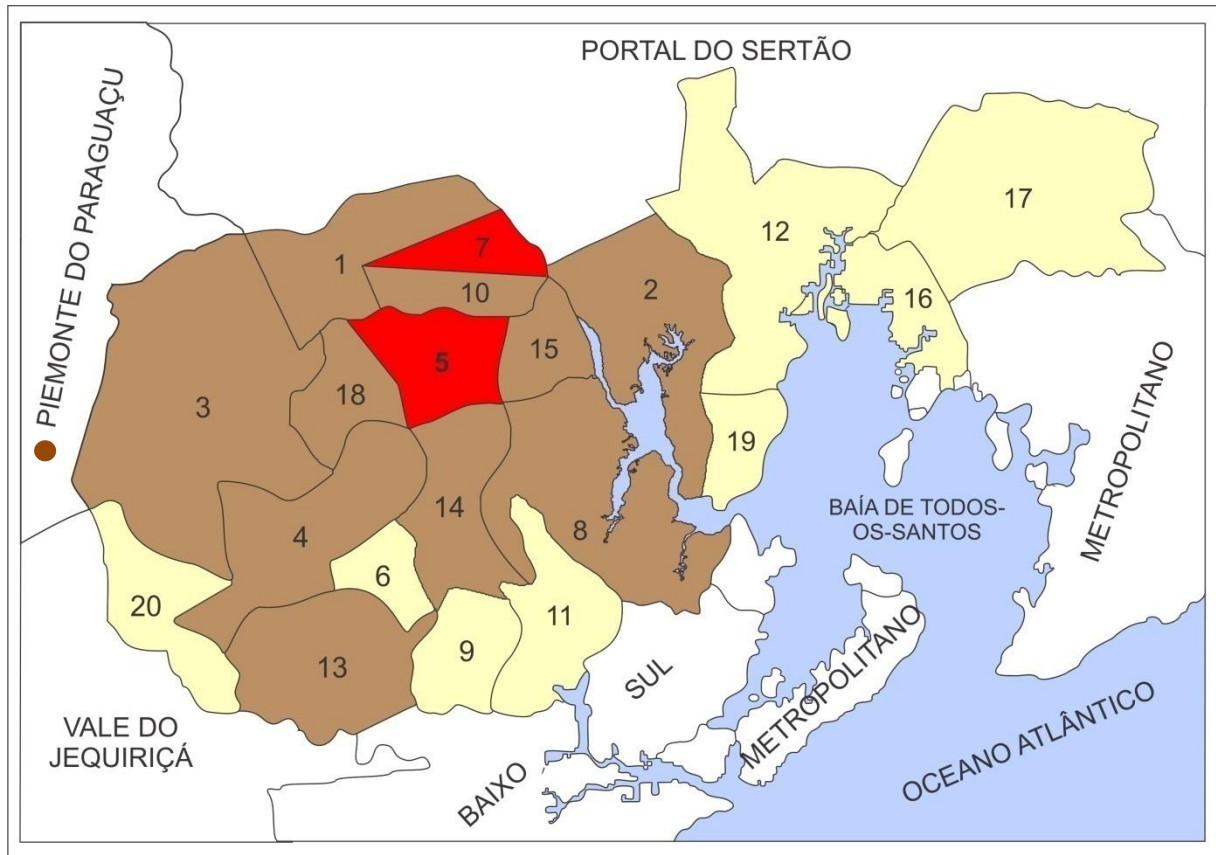 PORTAL DO SERTÃO
PIEMONTE DO PARAGUAÇU
17
12
7
1
2
16
10
15
5
18
3
19
METROPOLITANO
14
BAÍA DE TODOS-
OS-SANTOS
8
4
6
20
11
9
13
SUL
METROPOLITANO
VALE DO
JEQUIRIÇÁ
BAIXO
OCEANO ATLÂNTICO